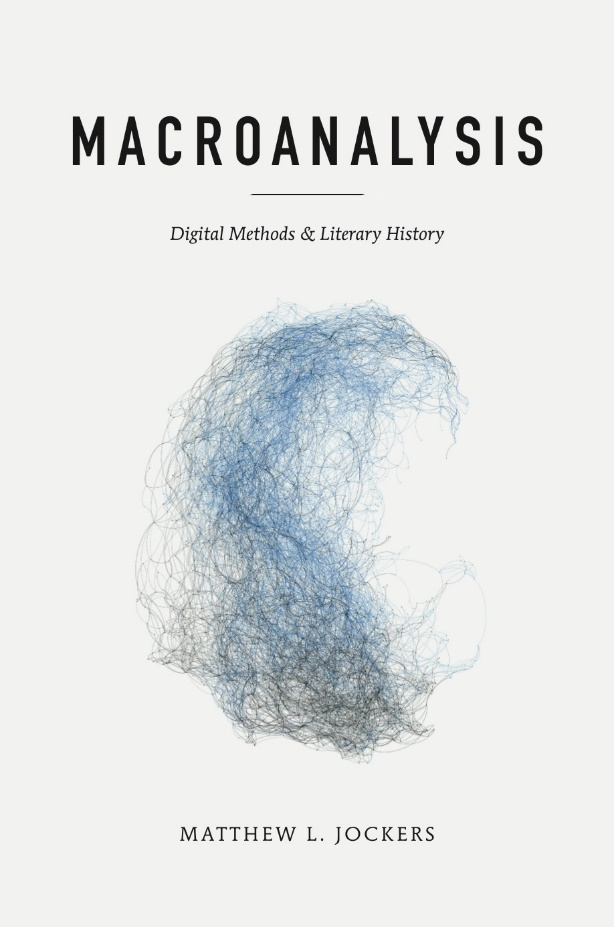 MACROANALYSIS
Digital Methods & Literary History
MATTHEW L. JOCKERS